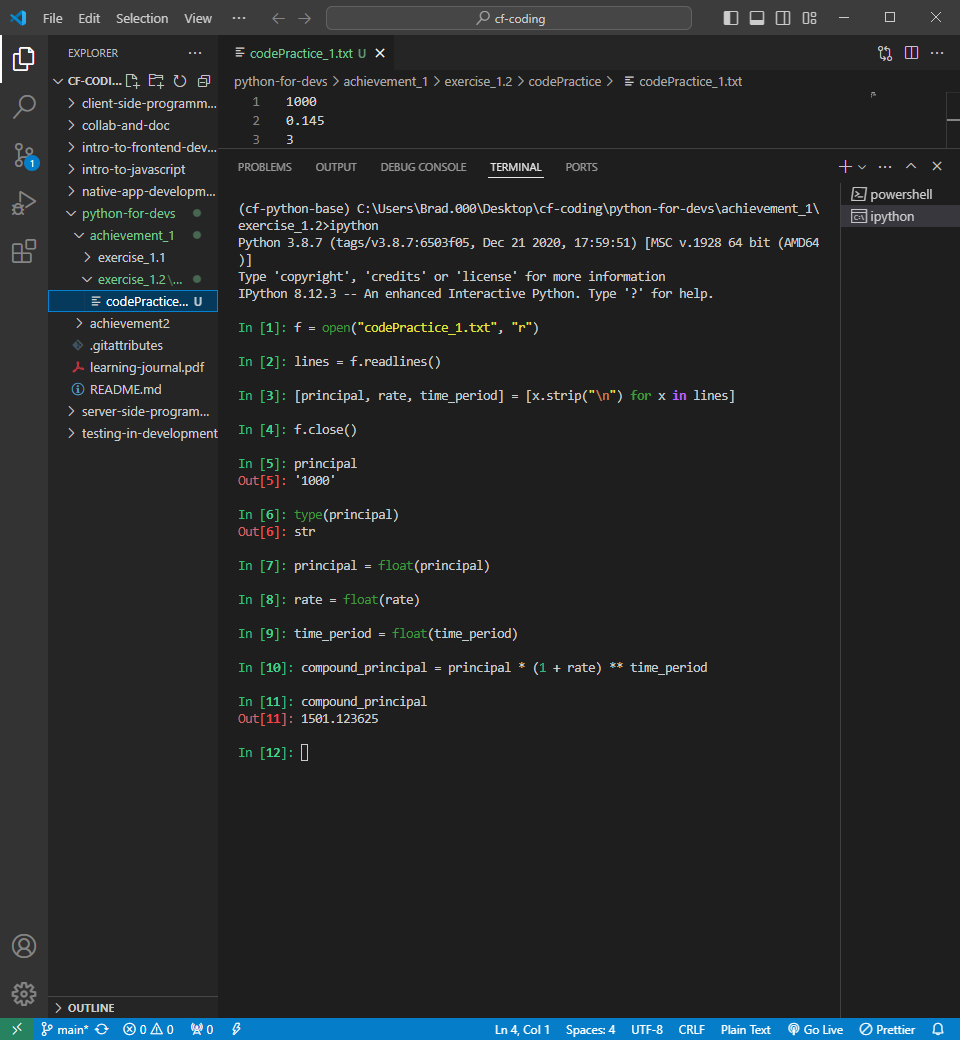 File Edit Selection View ··· cf-coding
EXPLORER ···
CF-CODI...
client-side-programm...
collab-and-doc
intro-to-frontend-dev...
intro-to-javascript
native-app-developm...
python-for-devs
achievement_1
exercise_1.1
exercise_1.2\...
codePractice... U
achievement2
.gitattributes
learning-journal.pdf
README.md
server-side-program...
testing-in-development
OUTLINE
1
codePractice_1.txt U
python-for-devs > achievement_1 > exercise_1.2 > codePractice > codePractice_1.txt
1 1000
2 0.145
3 3
PROBLEMS OUTPUT DEBUG CONSOLE TERMINAL PORTS
powershell
ipython
(cf-python-base) C:\Users\Brad.000\Desktop\cf-coding\python-for-devs\achievement_1\
exercise_1.2>ipython
Python 3.8.7 (tags/v3.8.7:6503f05, Dec 21 2020, 17:59:51) [MSC v.1928 64 bit (AMD64
)]
Type 'copyright', 'credits' or 'license' for more information
IPython 8.12.3 -- An enhanced Interactive Python. Type '?' for help.
In [1]: f = open("codePractice_1.txt", "r")
In [2]: lines = f.readlines()
In [3]: [principal, rate, time_period] = [x.strip("\n") for x in lines]
In [4]: f.close()
In [5]: principal
Out[5]: '1000'
In [6]: type(principal)
Out[6]: str
In [7]: principal = float(principal)
In [8]: rate = float(rate)
In [9]: time_period = float(time_period)
In [10]: compound_principal = principal * (1 + rate) ** time_period
In [11]: compound_principal
Out[11]: 1501.123625
In [12]:
main* 0 0 0 Ln 4, Col 1 Spaces: 4 UTF-8 CRLF Plain Text Go Live Prettier